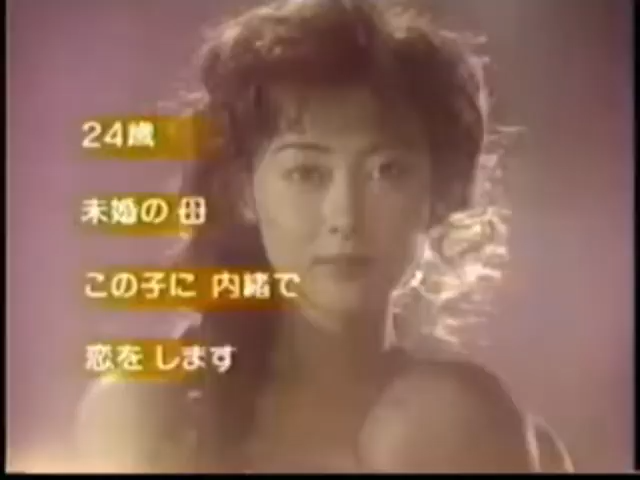 24歳
未婚の 母
この子に 内緒で
恋を します